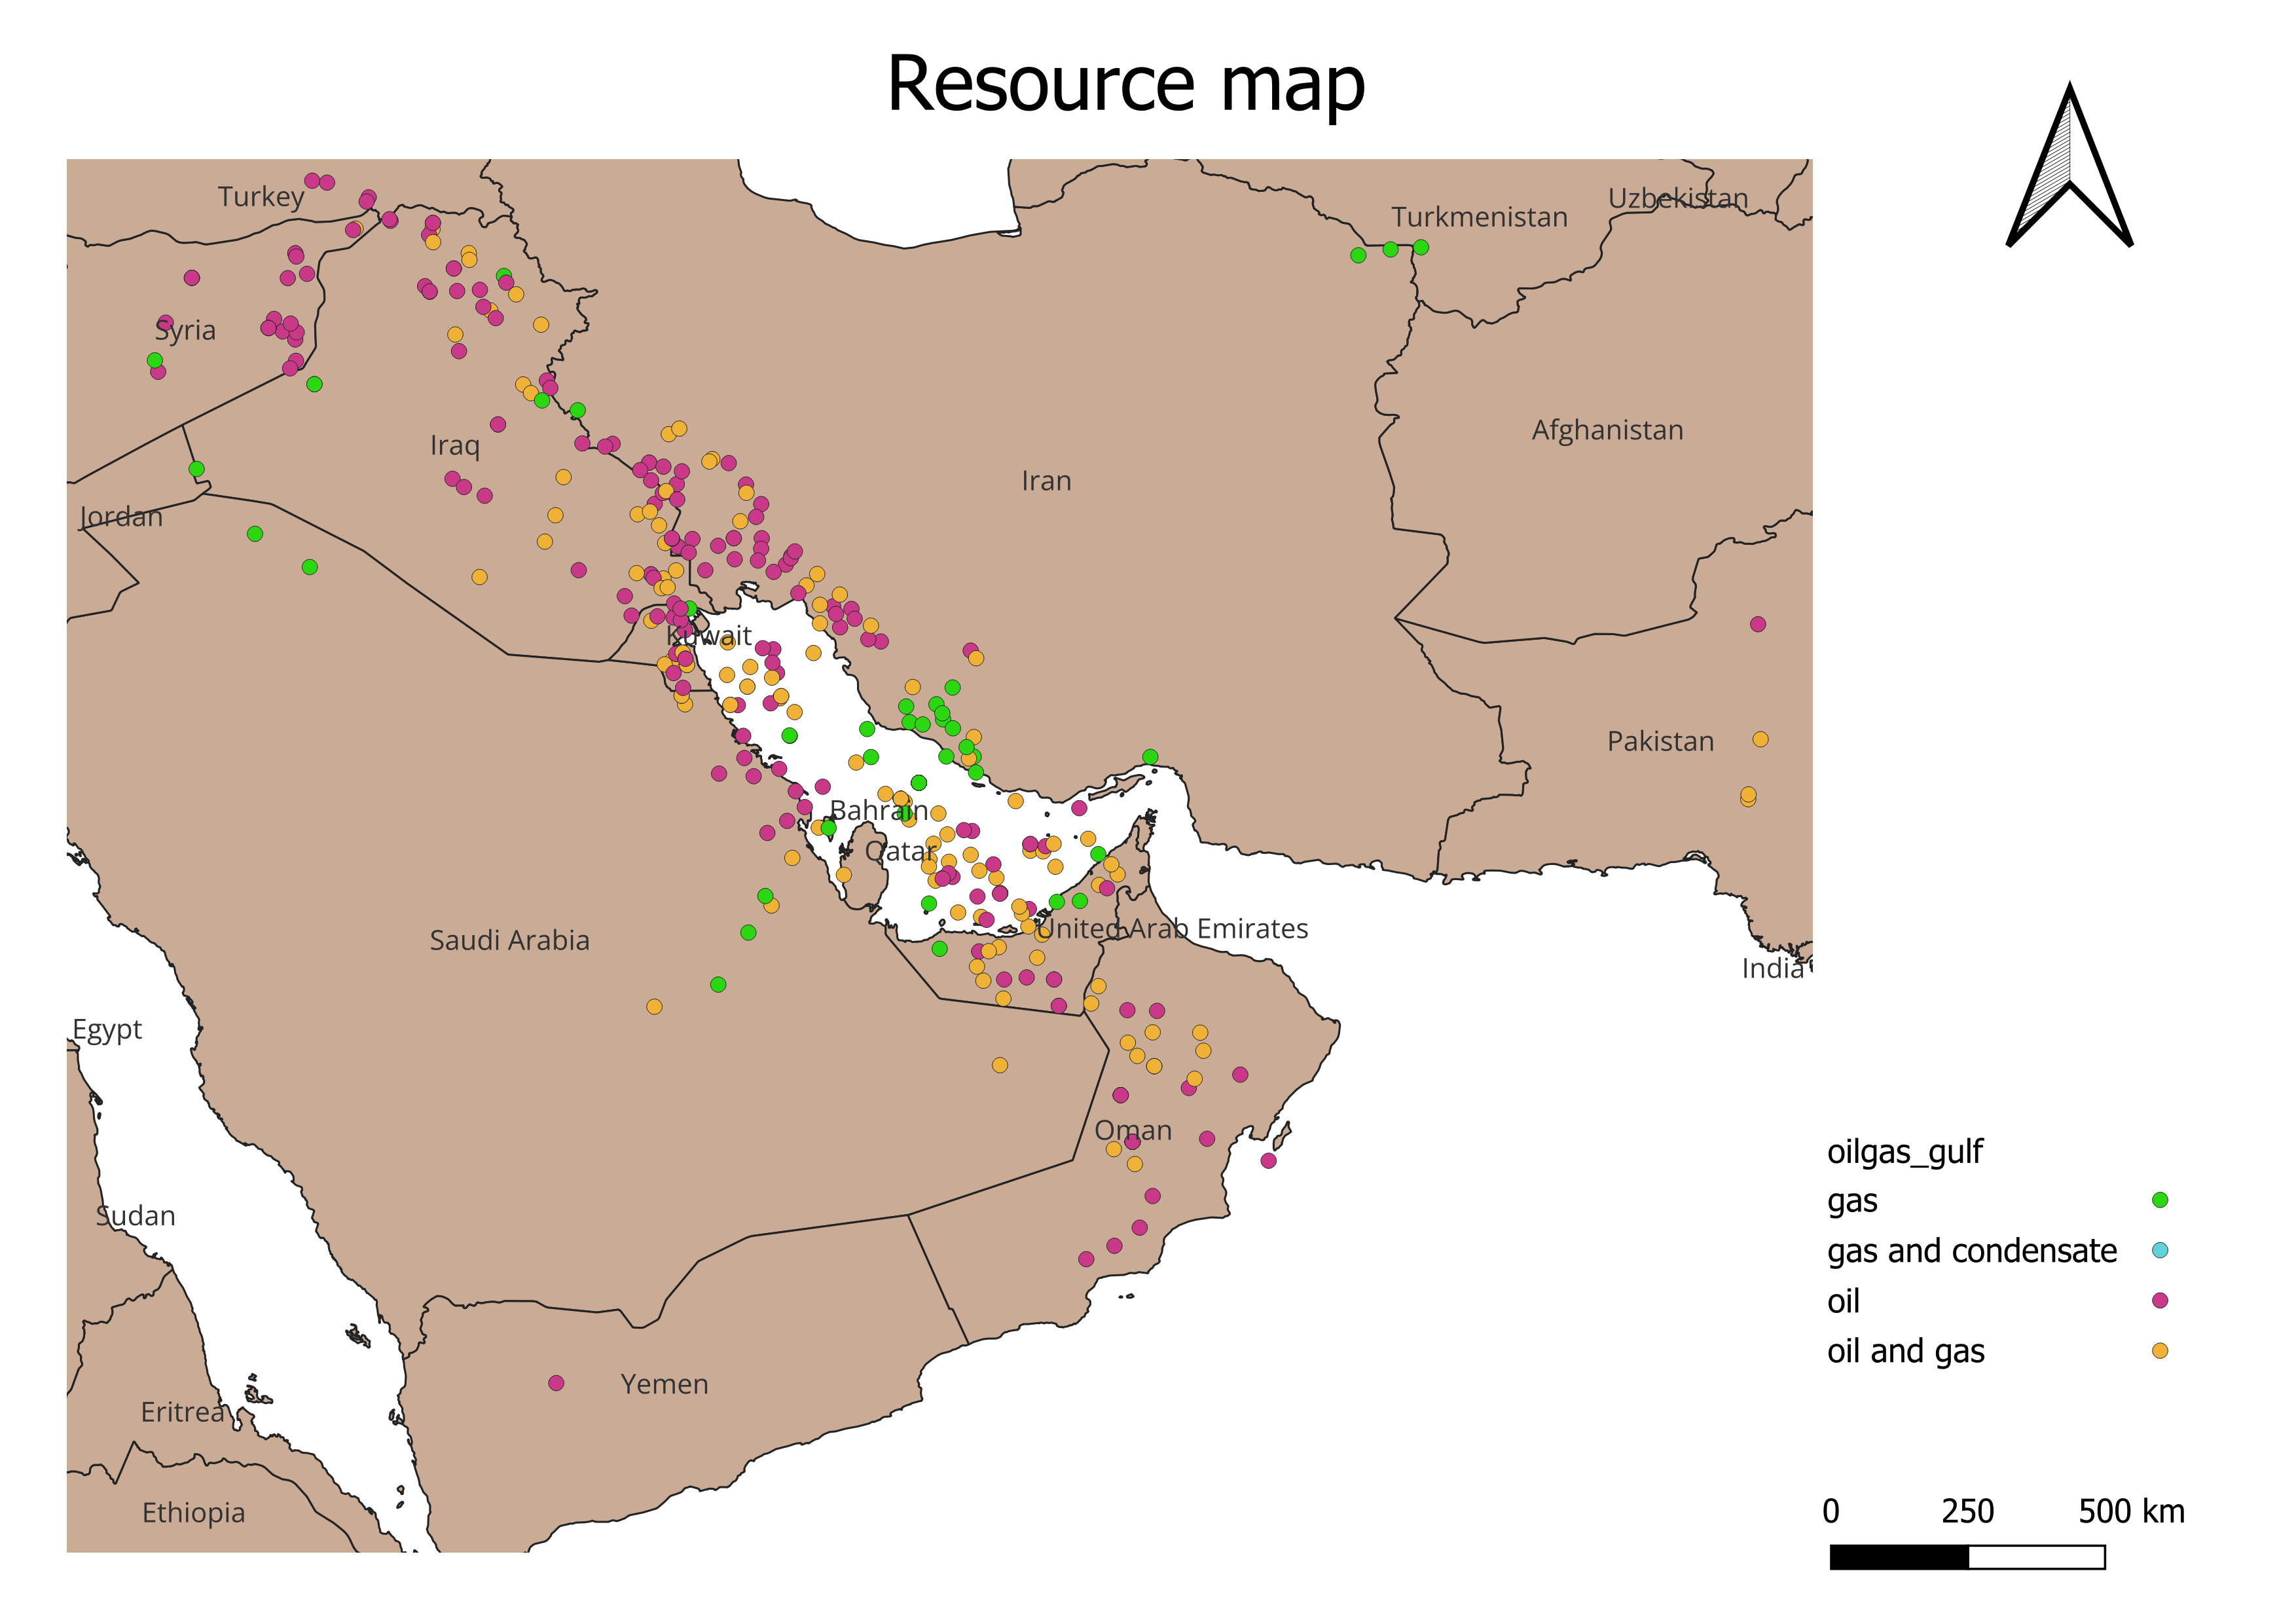 Resource map
Turkey
Uzbekistan
Turkmenistan
Syria
Afghanistan
Iraq
Iran
Jordan
Kuwait
Pakistan
Bahrain
Qatar
United Arab Emirates
Saudi Arabia
India
Egypt
Oman
oilgas_gulf
gas
Sudan
gas and condensate
oil
oil and gas
Yemen
Eritrea
Ethiopia
0 250 500 km